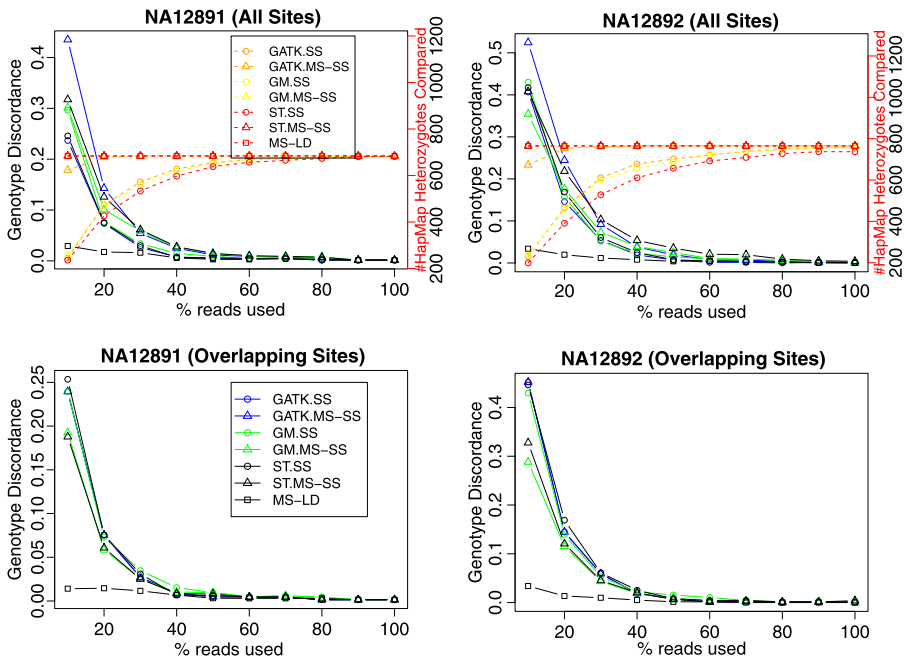 NA12891 (All Sites)
Genotype Discordance
0.0 0.1 0.2 0.3 0.4
20 40 60 80 100
% reads used
200 400 600 800 1000 1200
#HapMap Heterozygotes Compared
GATK.SS
GATK.MS−SS
GM.SS
GM.MS−SS
ST.SS
ST.MS−SS
MS−LD
NA12892 (All Sites)
Genotype Discordance
0.0 0.1 0.2 0.3 0.4 0.5
20 40 60 80 100
% reads used
200 400 600 800 1000 1200
#HapMap Heterozygotes Compared
NA12891 (Overlapping Sites)
Genotype Discordance
0.00 0.05 0.10 0.15 0.20 0.25
20 40 60 80 100
% reads used
GATK.SS
GATK.MS−SS
GM.SS
GM.MS−SS
ST.SS
ST.MS−SS
MS−LD
NA12892 (Overlapping Sites)
Genotype Discordance
0.0 0.1 0.2 0.3 0.4
20 40 60 80 100
% reads used